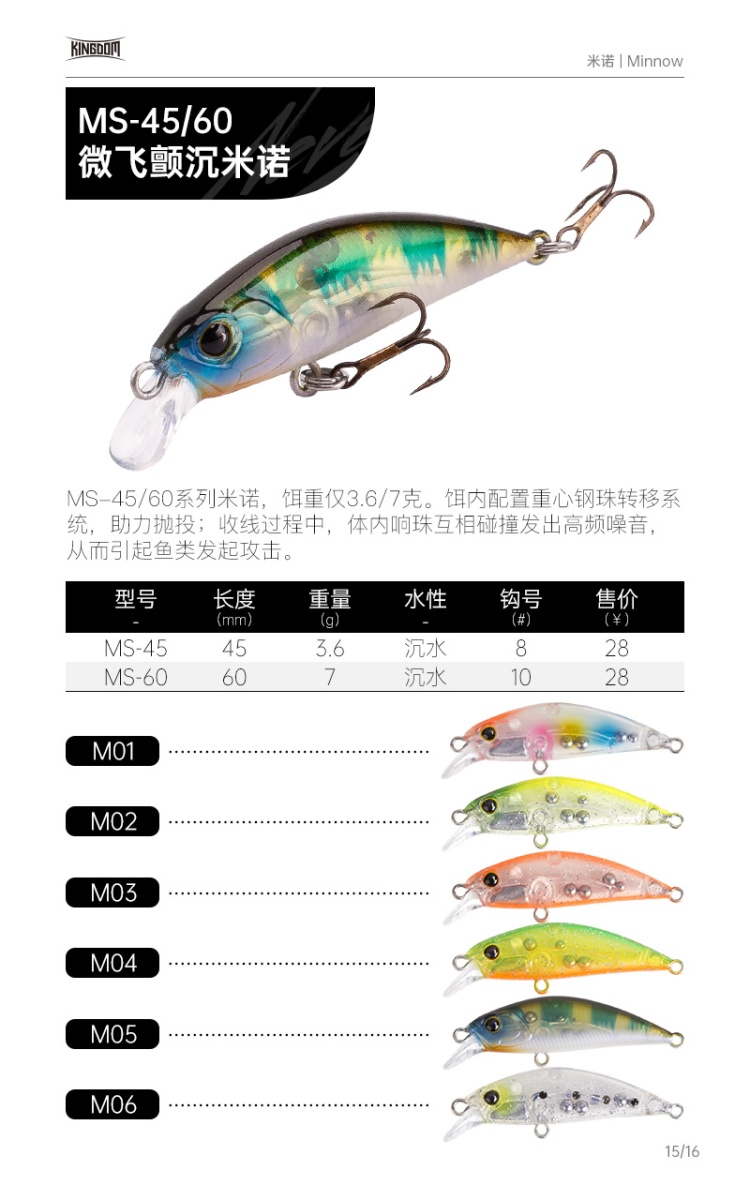 KINGDOM
米诺 | Minnow
MS-45/60
微飞颤沉米诺
MS-45/60系列米诺，饵重仅3.6/7克。饵内配置重心钢珠转移系
统，助力抛投；收线过程中，体内响珠互相碰撞发出高频噪音，
从而引起鱼类发起攻击。
型号 长度 重量 水性 钩号 售价
- (mm) (g) - (#) (￥)
MS-45 45 3.6 沉水 8 28
MS-60 60 7 沉水 10 28
M01
M02
M03
M04
M05
M06
15/16